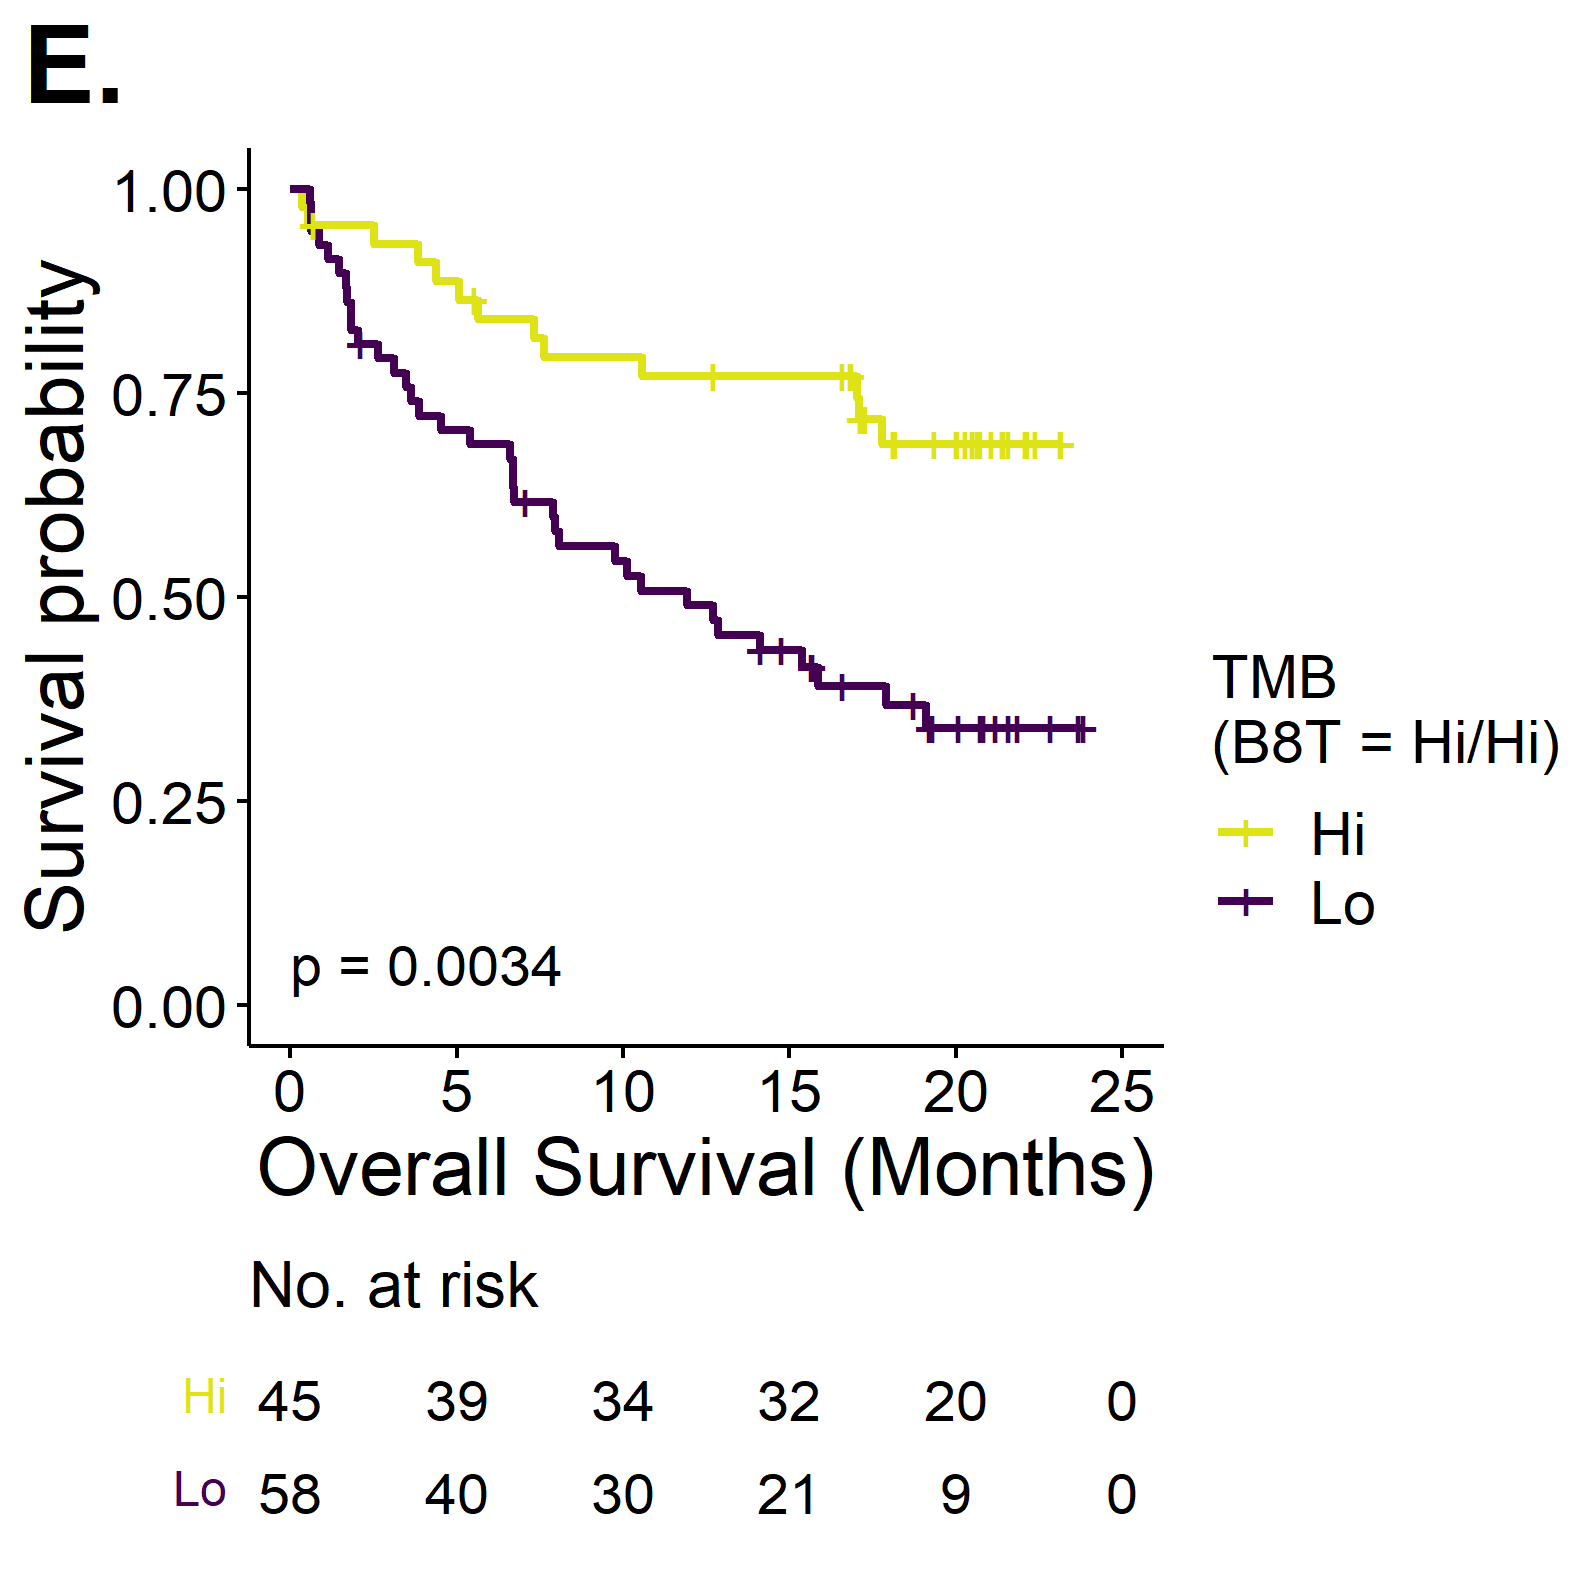 E.
1.00
0.75
0.50
0.25
0.00
Survival probability
p = 0.0034
0 5 10 15 20 25
Overall Survival (Months)
TMB
(B8T = Hi/Hi)
Hi
Lo
No. at risk
Hi 45 39 34 32 20 0
Lo 58 40 30 21 9 0